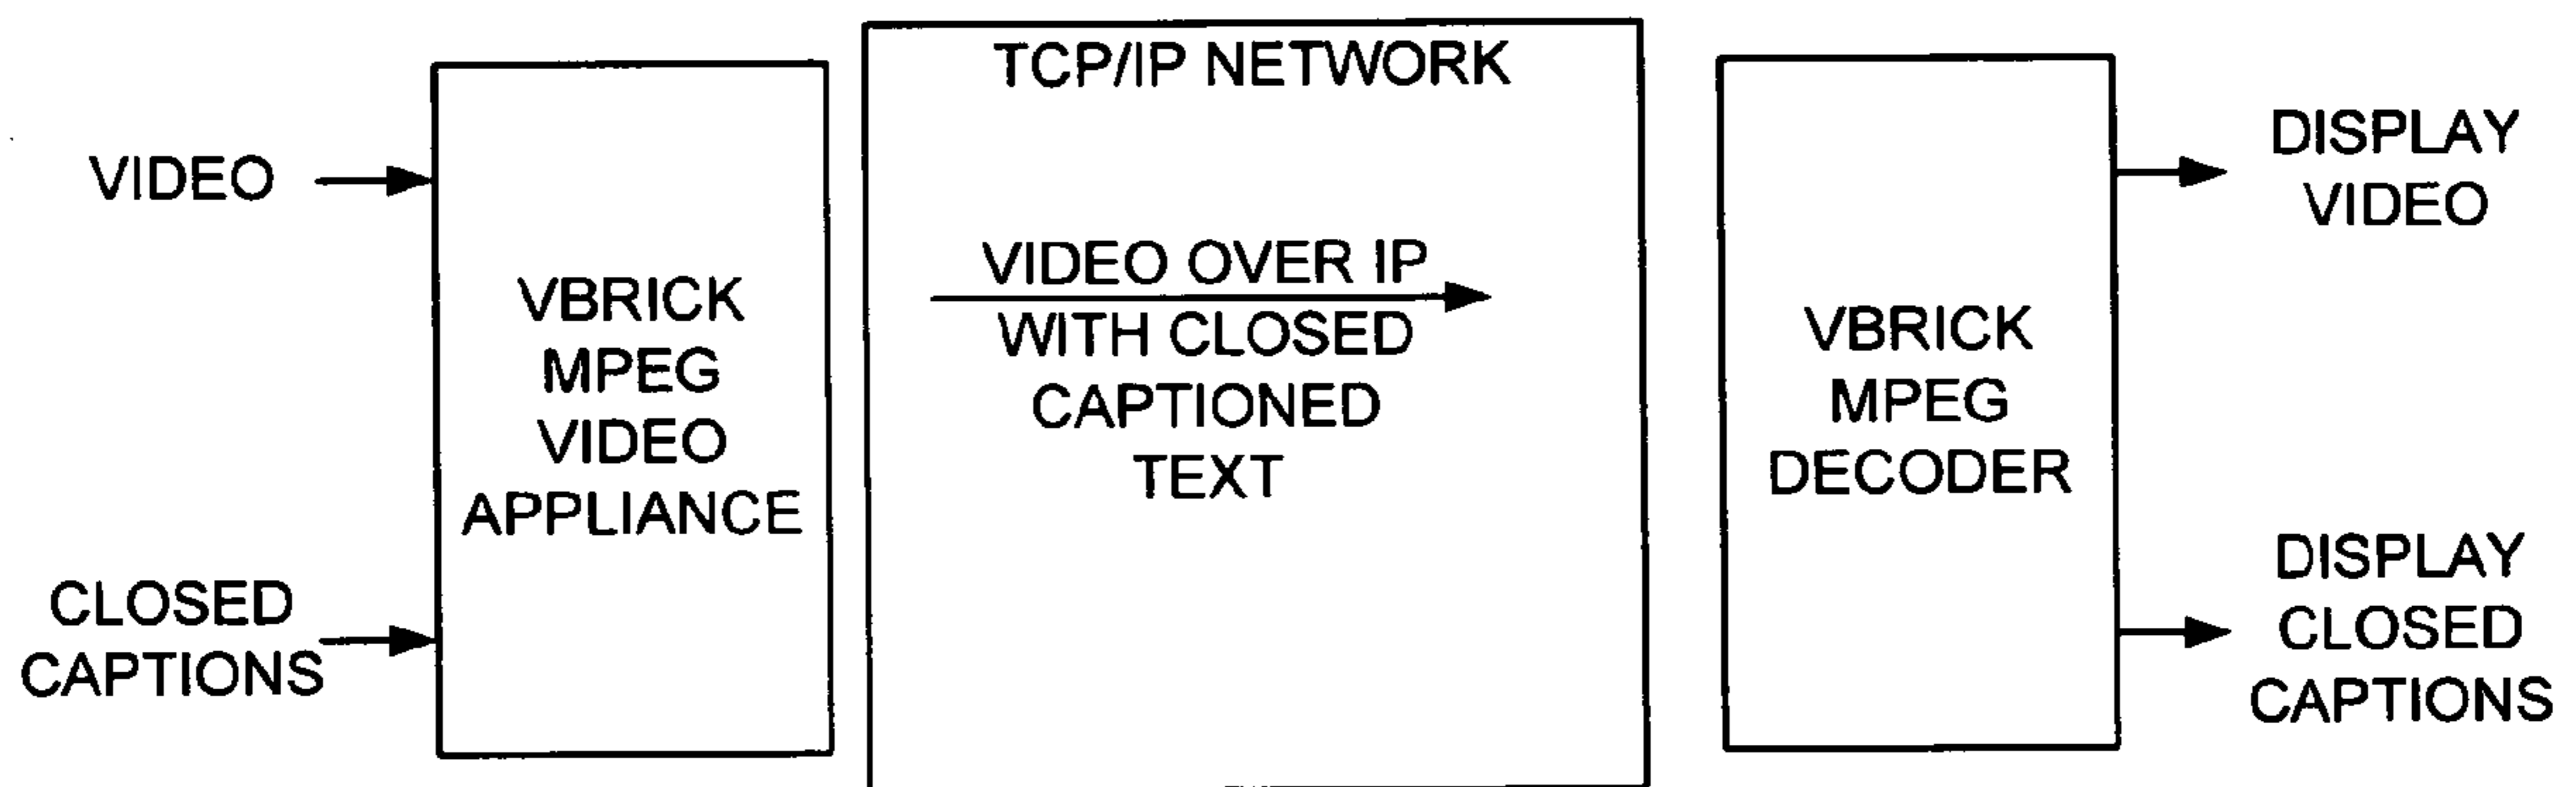 VIDEO
CLOSED
CAPTIONS
VBRICK
MPEG
VIDEO
APPLIANCE
TCP/IP NETWORK
VIDEO OVER IP
WITH CLOSED
CAPTIONED
TEXT
VBRICK
MPEG
DECODER
DISPLAY
VIDEO
DISPLAY
CLOSED
CAPTIONS